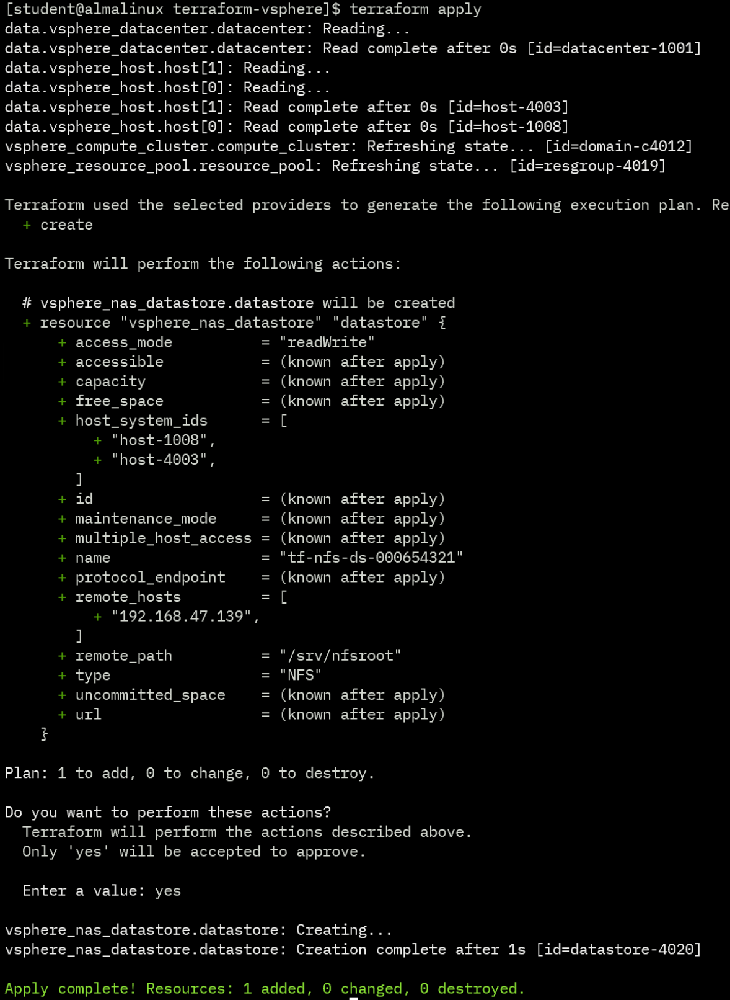 [student@almalinux terraform-vsphere]$ terraform apply
data.vsphere_datacenter.datacenter: Reading...
data.vsphere_datacenter.datacenter: Read complete after 0s [id=datacenter-1001]
data.vsphere_host.host[1]: Reading...
data.vsphere_host.host[0]: Reading...
data.vsphere_host.host[1]: Read complete after 0s [id=host-4003]
data.vsphere_host.host[0]: Read complete after 0s [id=host-1008]
vsphere_compute_cluster.compute_cluster: Refreshing state... [id=domain-c4012]
vsphere_resource_pool.resource_pool: Refreshing state... [id=resgroup-4019]

Terraform used the selected providers to generate the following execution plan. Re
  + create

Terraform will perform the following actions:

  # vsphere_nas_datastore.datastore will be created
  + resource "vsphere_nas_datastore" "datastore" {
      + access_mode          = "readWrite"
      + accessible           = (known after apply)
      + capacity             = (known after apply)
      + free_space           = (known after apply)
      + host_system_ids      = [
          + "host-1008",
          + "host-4003",
        ]
      + id                   = (known after apply)
      + maintenance_mode     = (known after apply)
      + multiple_host_access = (known after apply)
      + name                 = "tf-nfs-ds-000654321"
      + protocol_endpoint    = (known after apply)
      + remote_hosts         = [
          + "192.168.47.139",
        ]
      + remote_path          = "/srv/nfsroot"
      + type                 = "NFS"
      + uncommitted_space    = (known after apply)
      + url                  = (known after apply)
    }

Plan: 1 to add, 0 to change, 0 to destroy.

Do you want to perform these actions?
  Terraform will perform the actions described above.
  Only 'yes' will be accepted to approve.

  Enter a value: yes

vsphere_nas_datastore.datastore: Creating...
vsphere_nas_datastore.datastore: Creation complete after 1s [id=datastore-4020]

Apply complete! Resources: 1 added, 0 changed, 0 destroyed.